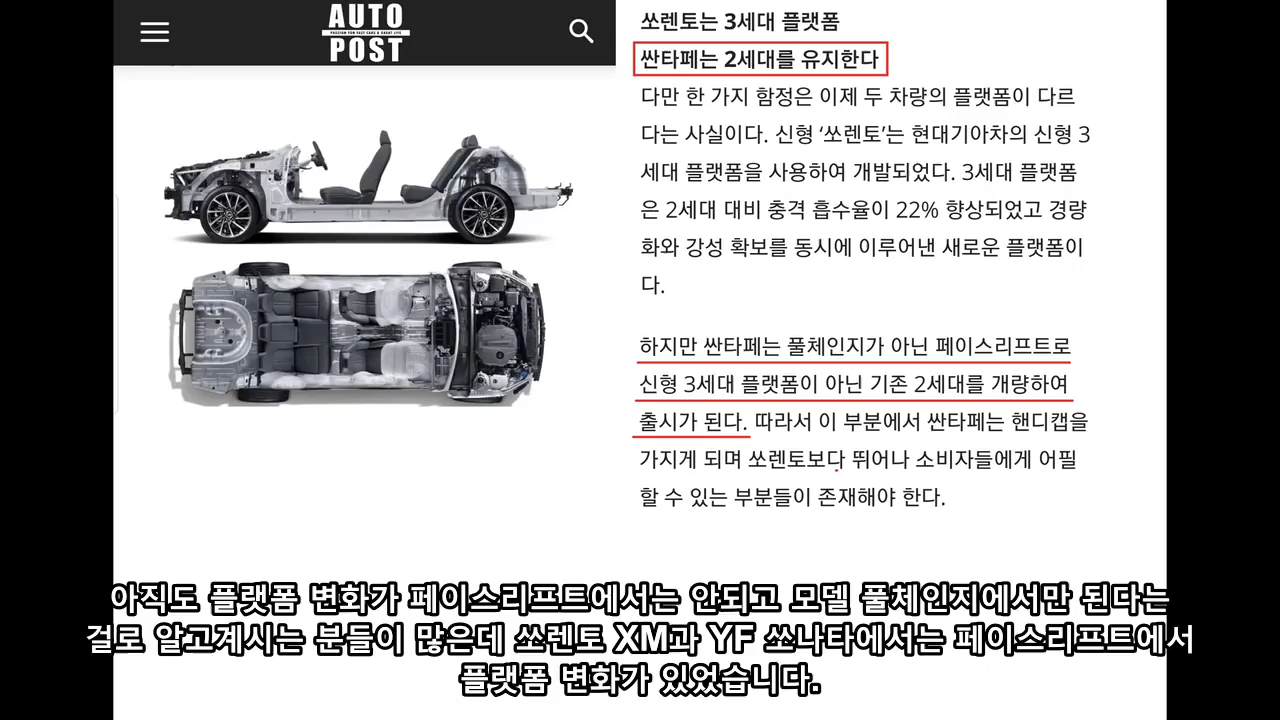 AUTO
PASSION FOR FAST CARS & GREAT LIFE
POST
쏘렌토는 3세대 플랫폼
싼타페는 2세대를 유지한다
다만 한 가지 함정은 이제 두 차량의 플랫폼이 다르
다는 사실이다. 신형 ‘쏘렌토’는 현대기아차의 신형 3
세대 플랫폼을 사용하여 개발되었다. 3세대 플랫폼
은 2세대 대비 충격 흡수율이 22% 향상되었고 경량
화와 강성 확보를 동시에 이루어낸 새로운 플랫폼이
다.
하지만 싼타페는 풀체인지가 아닌 페이스리프트로
신형 3세대 플랫폼이 아닌 기존 2세대를 개량하여
출시가 된다. 따라서 이 부분에서 싼타페는 핸디캡을
가지게 되며 쏘렌토보다 뛰어나 소비자들에게 어필
할 수 있는 부분들이 존재해야 한다.
아직도 플랫폼 변화가 페이스리프트에서는 안되고 모델 풀체인지에서만 된다는
걸로 알고계시는 분들이 많은데 쏘렌토 XM과 YF 쏘나타에서는 페이스리프트에서
플랫폼 변화가 있었습니다.